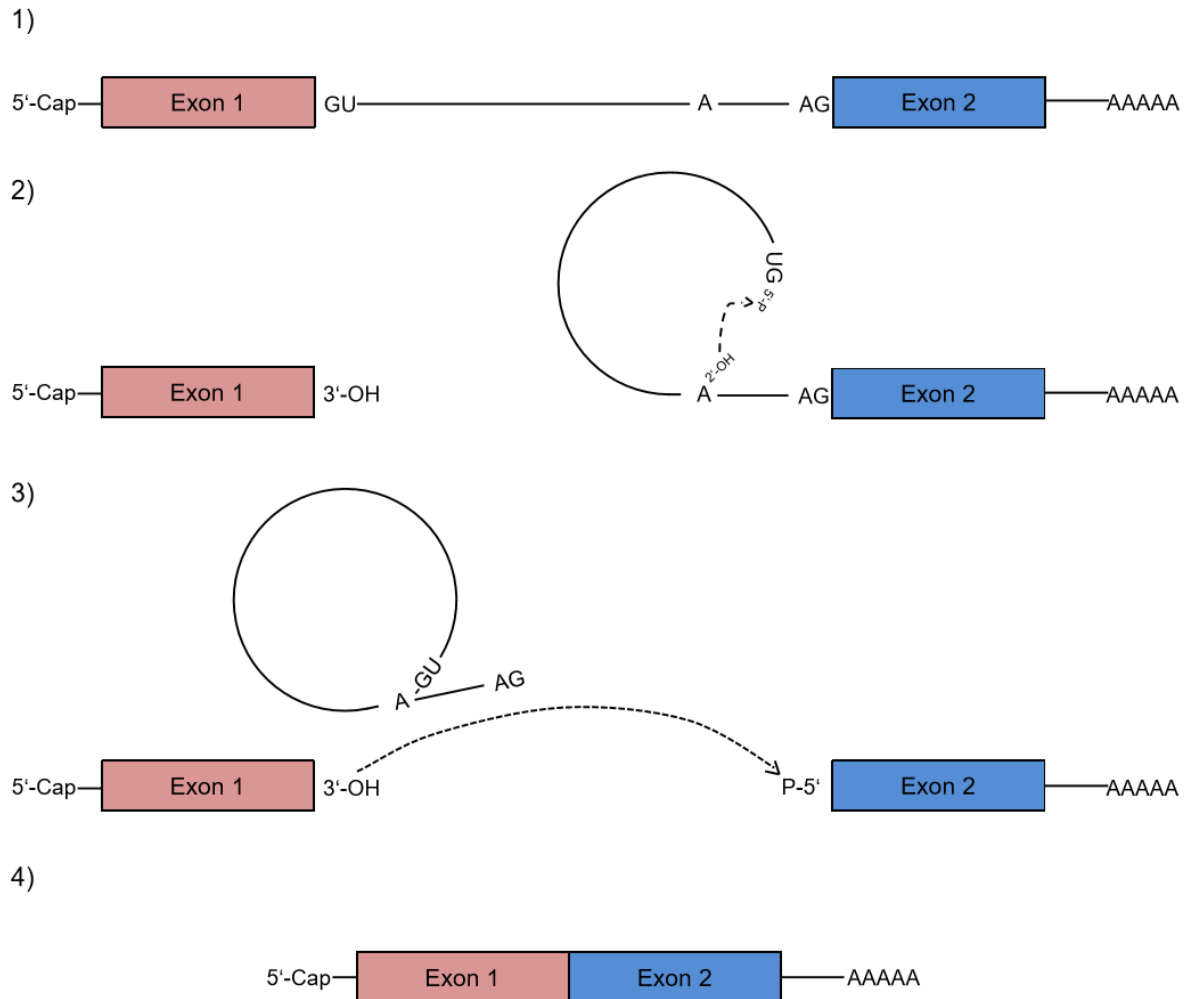 1)
5‘-Cap Exon 1 GU A AG Exon 2 AAAAA
2)
UG 5‘-P
2‘-OH
5‘-Cap Exon 1 3‘-OH A AG Exon 2 AAAAA
3)
A -GU AG
5‘-Cap Exon 1 3‘-OH P-5‘ Exon 2 AAAAA
4)
5‘-Cap Exon 1 Exon 2 AAAAA